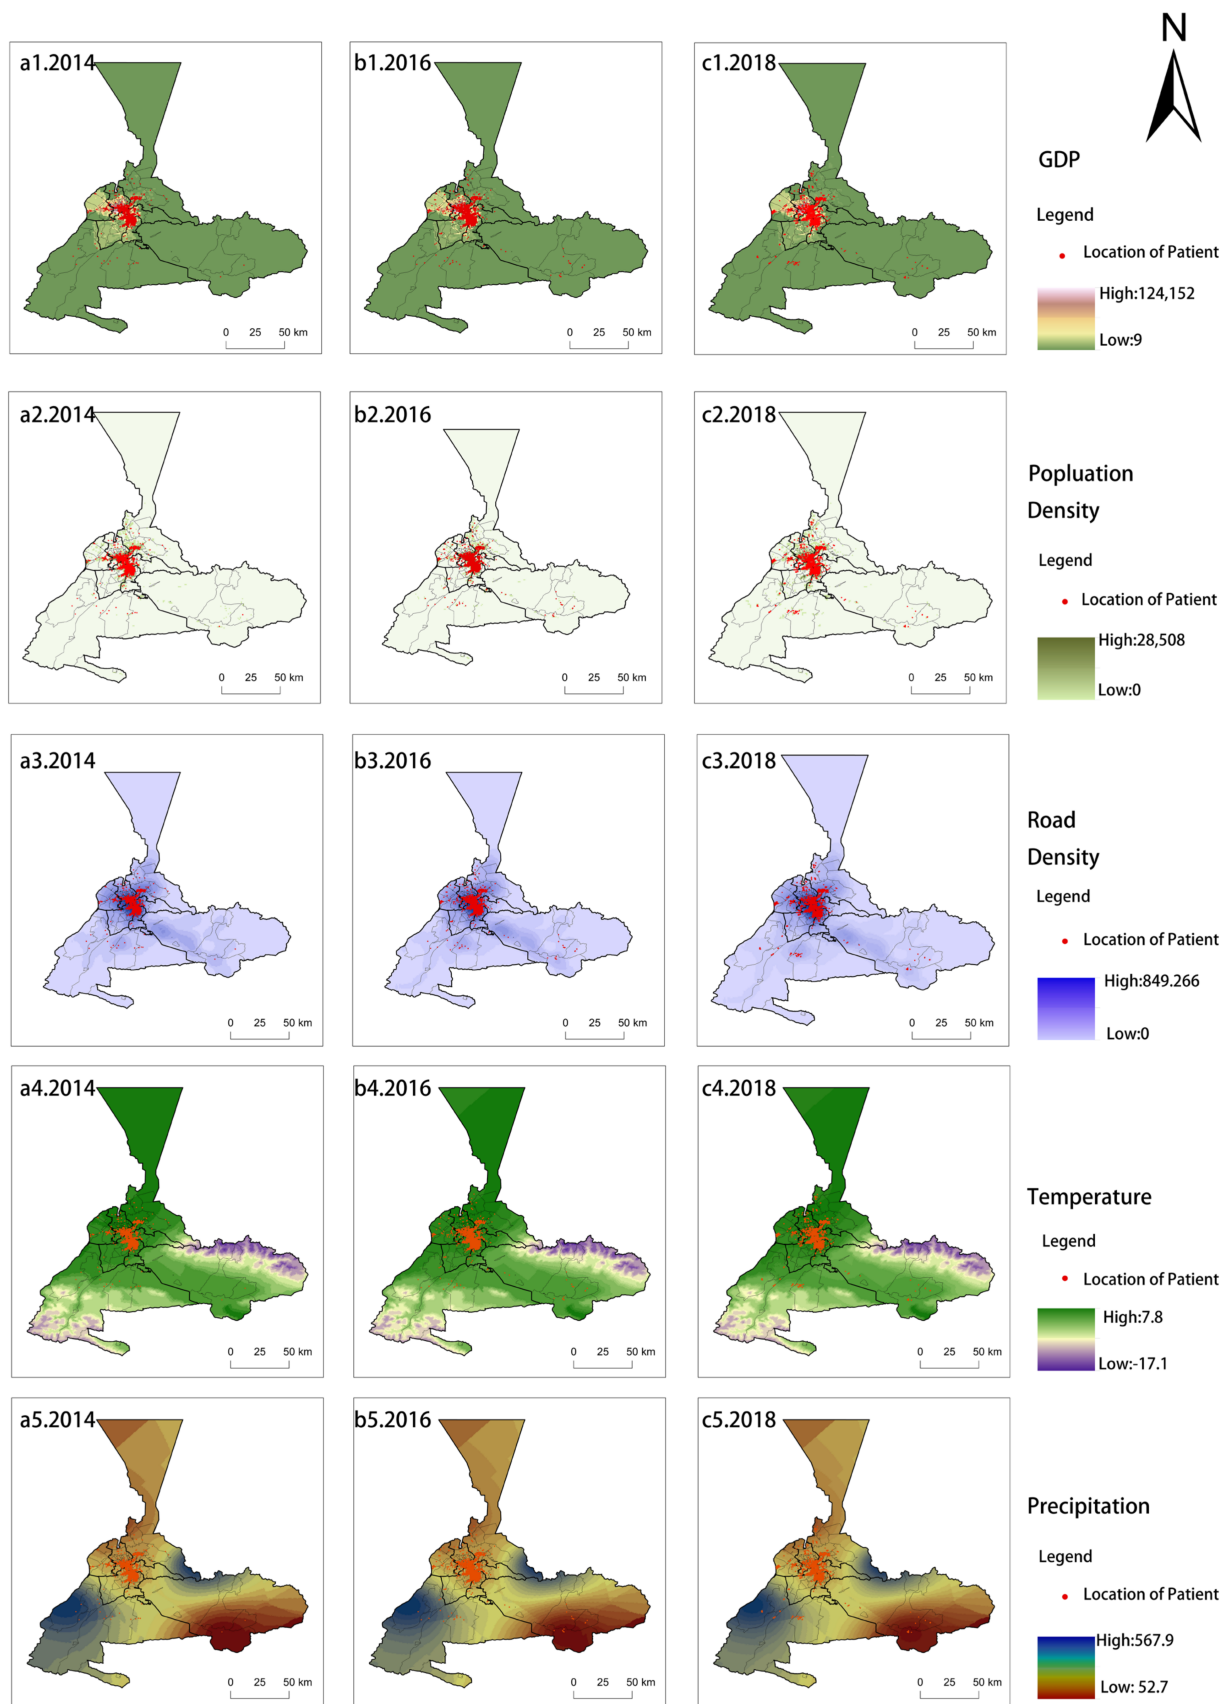 N
a1.2014
b1.2016
c1.2018
GDP
Legend
Location of Patient
High:124,152
Low:9
0 25 50 km
0 25 50 km
0 25 50 km
a2.2014
b2.2016
c2.2018
Popluation
Density
Legend
Location of Patient
High:28,508
Low:0
0 25 50 km
0 25 50 km
0 25 50 km
a3.2014
b3.2016
c3.2018
Road
Density
Legend
Location of Patient
High:849.266
Low:0
0 25 50 km
0 25 50 km
0 25 50 km
a4.2014
b4.2016
c4.2018
Temperature
Legend
Location of Patient
High:7.8
Low:-17.1
0 25 50 km
0 25 50 km
0 25 50 km
a5.2014
b5.2016
c5.2018
Precipitation
Legend
Location of Patient
High:567.9
Low: 52.7
0 25 50 km
0 25 50 km
0 25 50 km